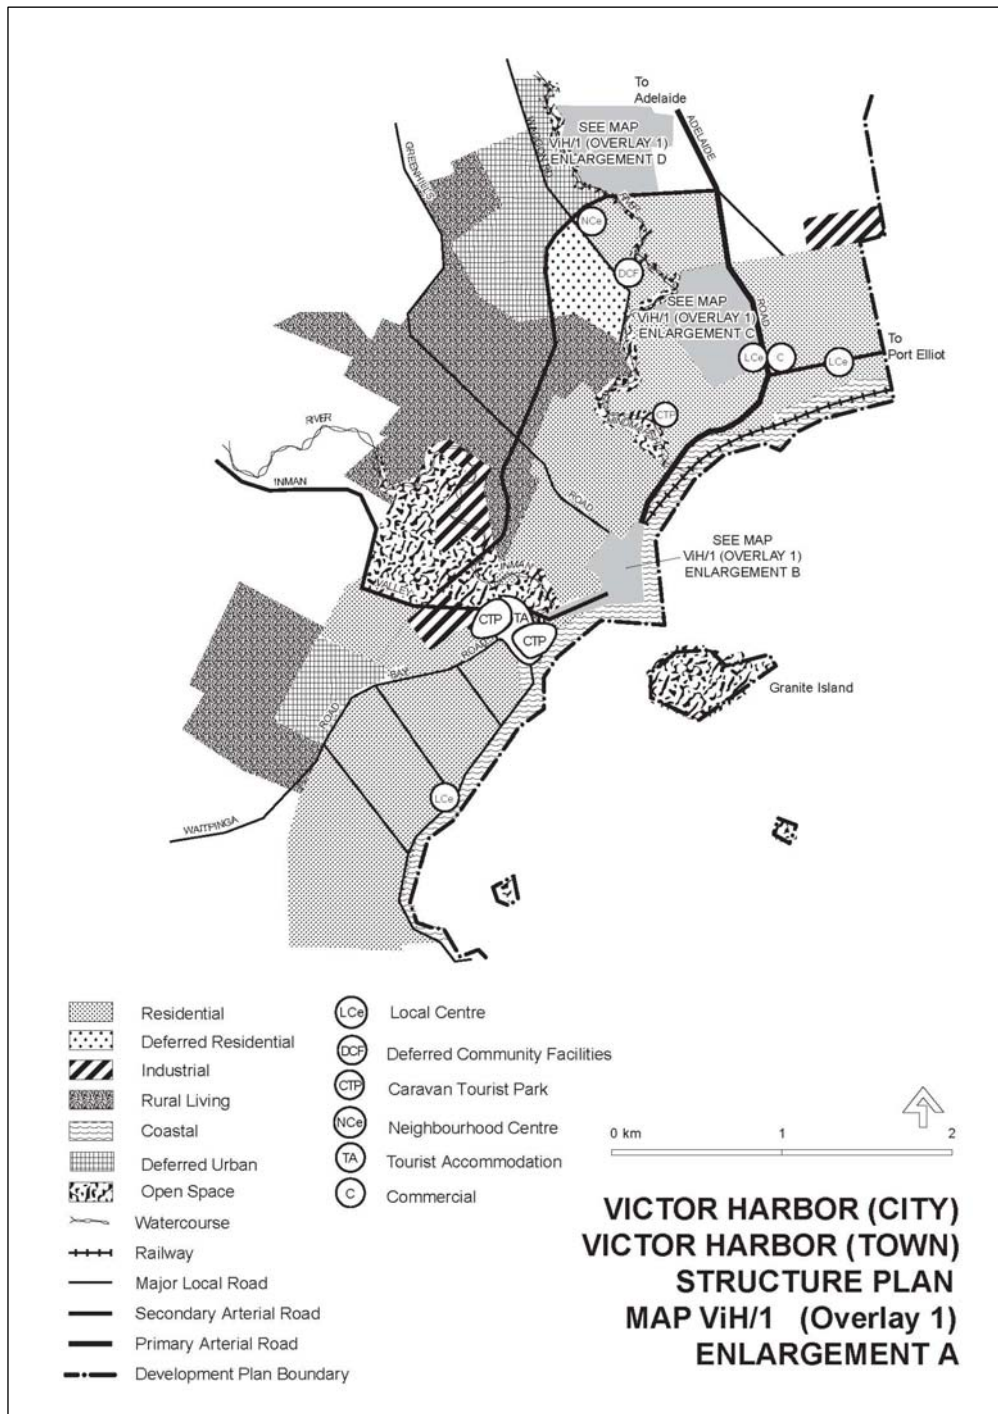 To
Adelaide
ADELAIDE
SEE MAP
ViH/1 (OVERLAY 1)
ENLARGEMENT D
GREENHILLS
RIVER
NCe
DCF
SEE MAP
ViH/1 (OVERLAY 1)
ENLARGEMENT C
ROAD
To
Port Elliot
LCe
C
LCe
CTP
RIVER
INMAN
ROAD
SEE MAP
ViH/1 (OVERLAY 1)
ENLARGEMENT B
INMAN
VALLEY
CTP
TA
CTP
ROAD
BAY
ROAD
Granite Island
LCe
WAITPINGA
Residential
Deferred Residential
Industrial
Rural Living
Coastal
Deferred Urban
Open Space
Watercourse
Railway
Major Local Road
Secondary Arterial Road
Primary Arterial Road
Development Plan Boundary
LCe Local Centre
DCF Deferred Community Facilities
CTP Caravan Tourist Park
NCe Neighbourhood Centre
TA Tourist Accommodation
C Commercial
0 km 1 2
VICTOR HARBOR (CITY)
VICTOR HARBOR (TOWN)
STRUCTURE PLAN
MAP ViH/1 (Overlay 1)
ENLARGEMENT A